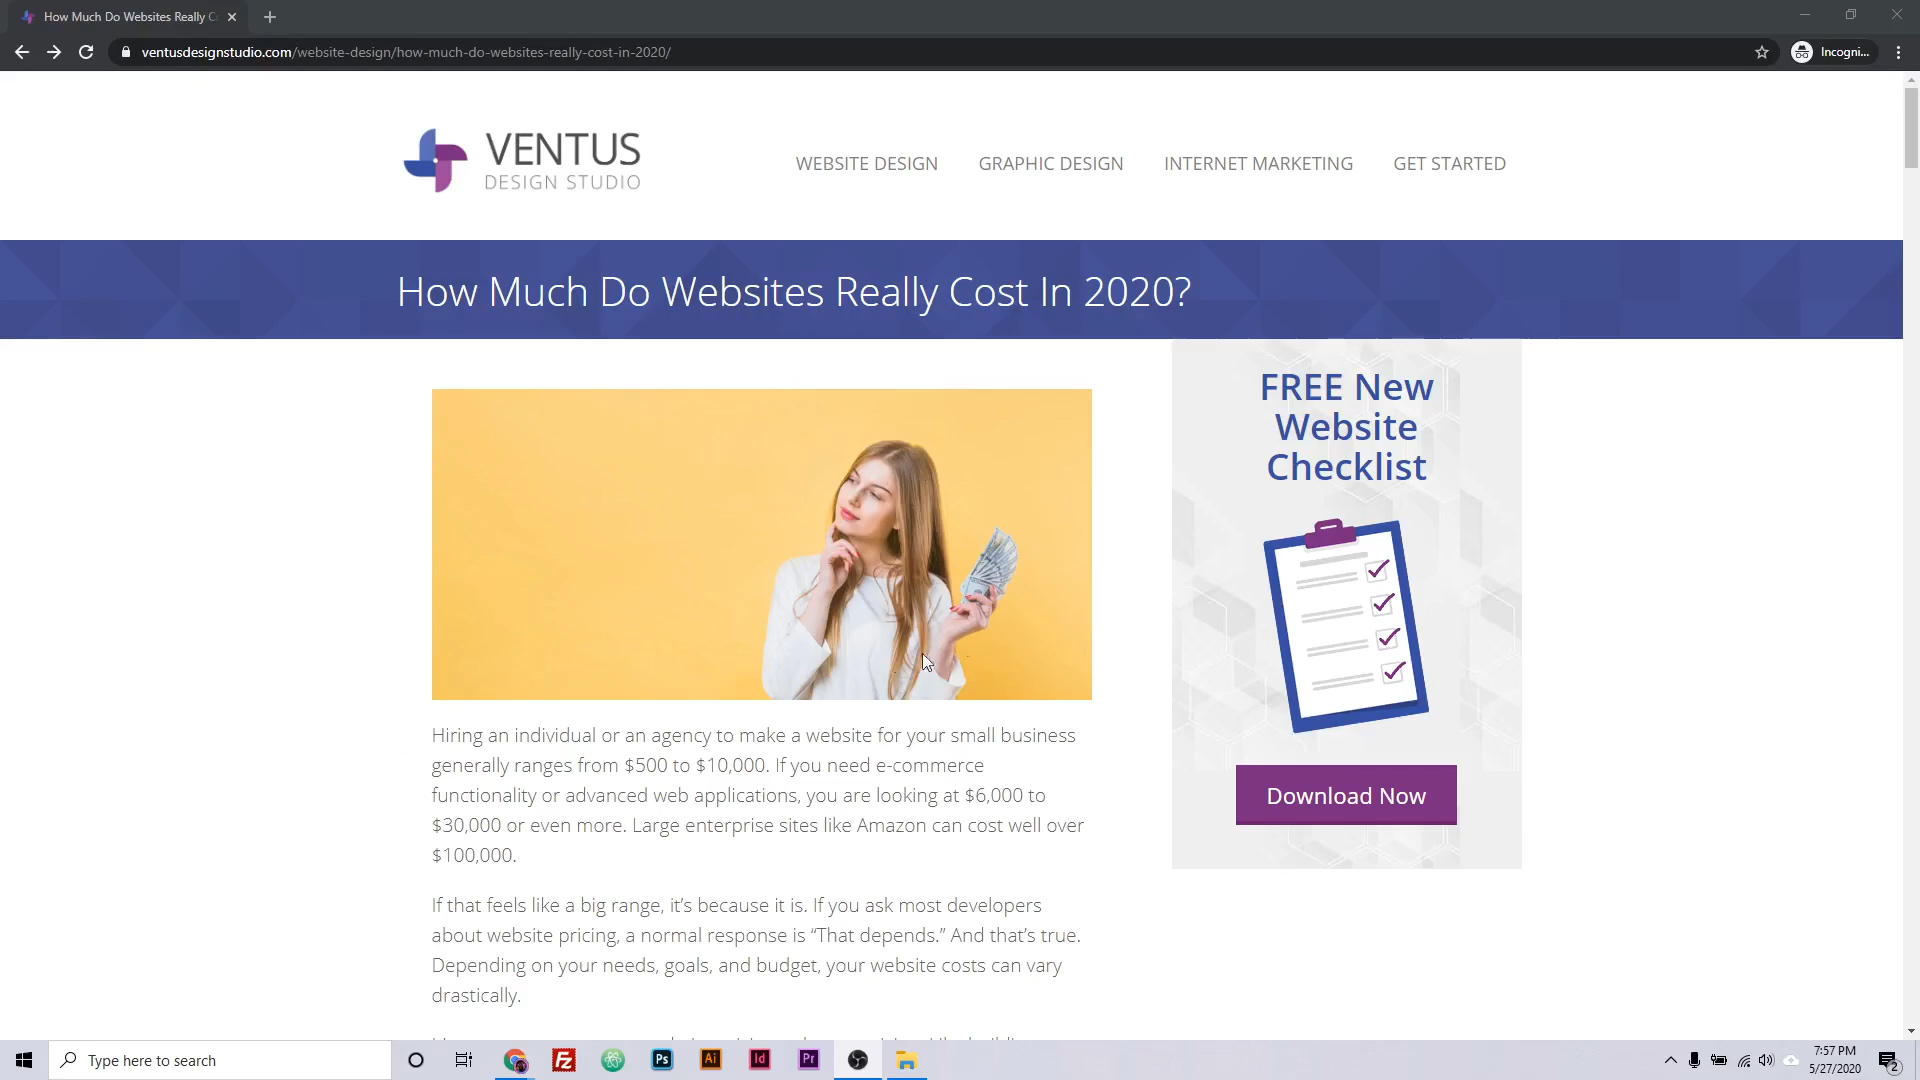 How Much Do Websites Really C
ventusdesignstudio.com/website-design/how-much-do-websites-really-cost-in-2020/
Incogni...
VENTUS
DESIGN STUDIO
WEBSITE DESIGN
GRAPHIC DESIGN
INTERNET MARKETING
GET STARTED
How Much Do Websites Really Cost In 2020?
Hiring an individual or an agency to make a website for your small business
generally ranges from $500 to $10,000. If you need e-commerce
functionality or advanced web applications, you are looking at $6,000 to
$30,000 or even more. Large enterprise sites like Amazon can cost well over
$100,000.
If that feels like a big range, it’s because it is. If you ask most developers
about website pricing, a normal response is “That depends.” And that’s true.
Depending on your needs, goals, and budget, your website costs can vary
drastically.
FREE New
Website
Checklist
Download Now
Type here to search
Fz
Ps
Ai
Id
Pr
7:57 PM
5/27/2020
2